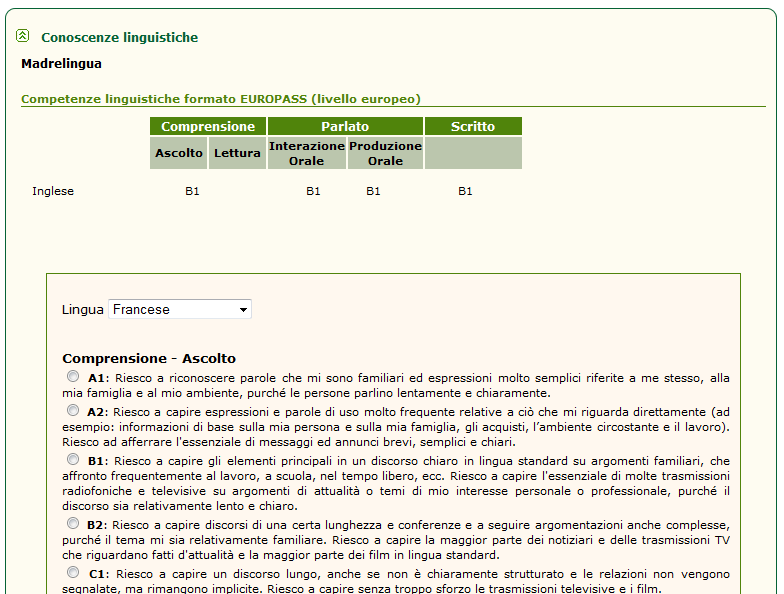 Conoscenze linguistiche
Madrelingua
Competenze linguistiche formato EUROPASS (livello europeo)
Comprensione Parlato Scritto
Ascolto Lettura Interazione Orale Produzione Orale
Inglese B1 B1 B1 B1
Lingua Francese
Comprensione - Ascolto
A1: Riesco a riconoscere parole che mi sono familiari ed espressioni molto semplici riferite a me stesso, alla
mia famiglia e al mio ambiente, purché le persone parlino lentamente e chiaramente.
A2: Riesco a capire espressioni e parole di uso molto frequente relative a ciò che mi riguarda direttamente (ad
esempio: informazioni di base sulla mia persona e sulla mia famiglia, gli acquisti, l’ambiente circostante e il lavoro).
Riesco ad afferrare l'essenziale di messaggi ed annunci brevi, semplici e chiari.
B1: Riesco a capire gli elementi principali in un discorso chiaro in lingua standard su argomenti familiari, che
affronto frequentemente al lavoro, a scuola, nel tempo libero, ecc. Riesco a capire l'essenziale di molte trasmissioni
radiofoniche e televisive su argomenti di attualità o temi di mio interesse personale o professionale, purché il
discorso sia relativamente lento e chiaro.
B2: Riesco a capire discorsi di una certa lunghezza e conferenze e a seguire argomentazioni anche complesse,
purché il tema mi sia relativamente familiare. Riesco a capire la maggior parte dei notiziari e delle trasmissioni TV
che riguardano fatti d'attualità e la maggior parte dei film in lingua standard.
C1: Riesco a capire un discorso lungo, anche se non è chiaramente strutturato e le relazioni non vengono
segnalate, ma rimangono implicite. Riesco a capire senza troppo sforzo le trasmissioni televisive e i film.